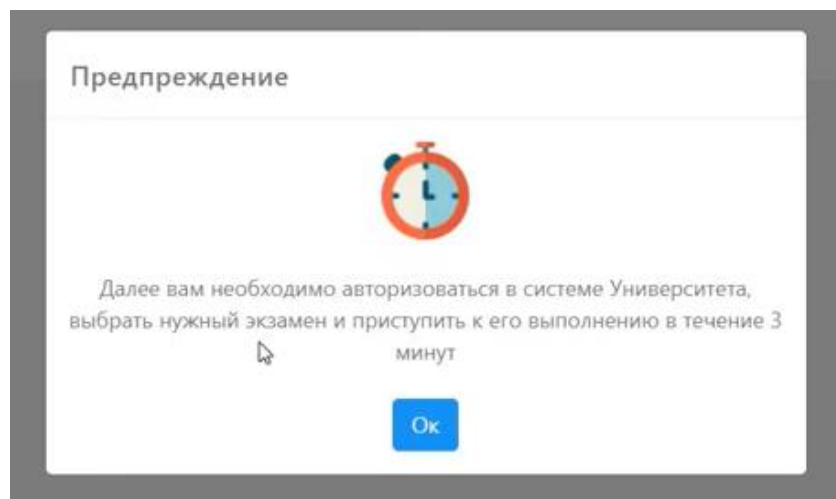 Предпреждение
Далее вам необходимо авторизоваться в системе Университета,
выбрать нужный экзамен и приступить к его выполнению в течение 3
минут
Ок